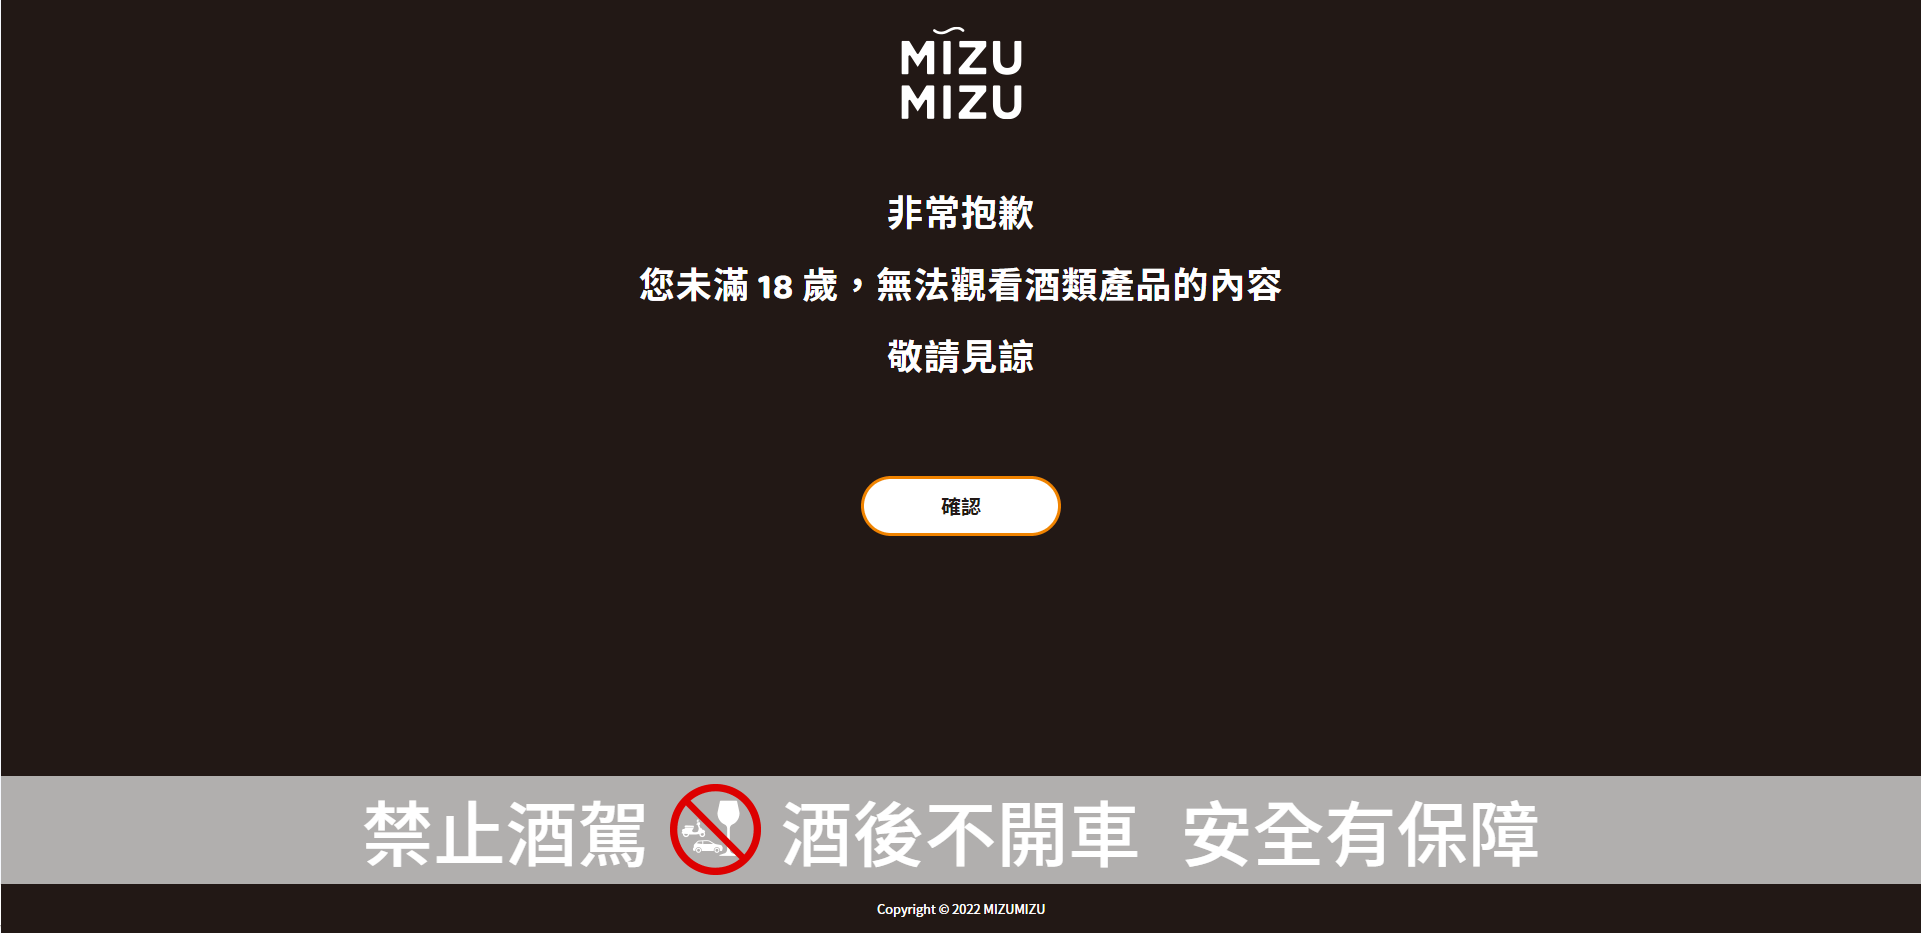 MIZU
MIZU
非常抱歉
您未滿 18 歲，無法觀看酒類產品的內容
敬請見諒
確認
禁止酒駕 酒後不開車 安全有保障
Copyright © 2022 MIZUMIZU